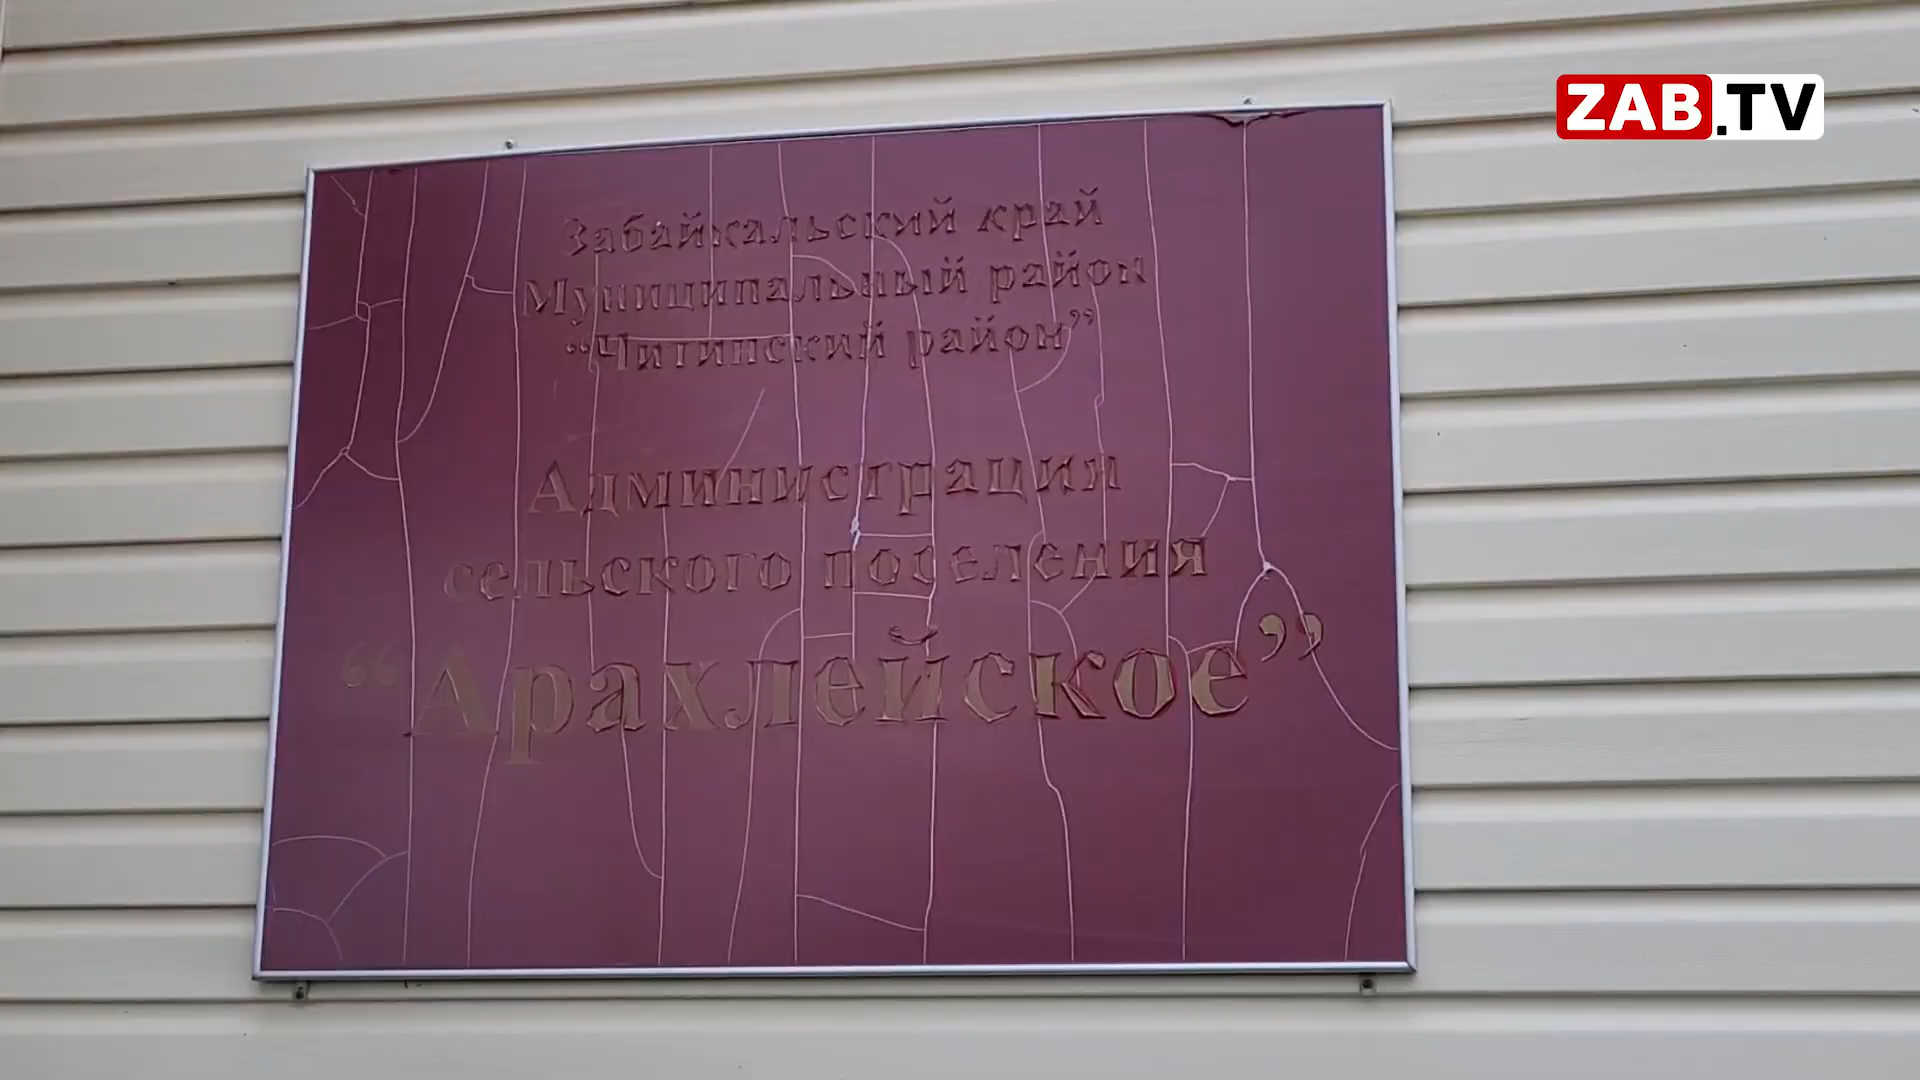 ZAB.TV
Забайкальский край
Муниципальный район
“Читинский район”
Администрация
сельского поселения
“Арахлейское”